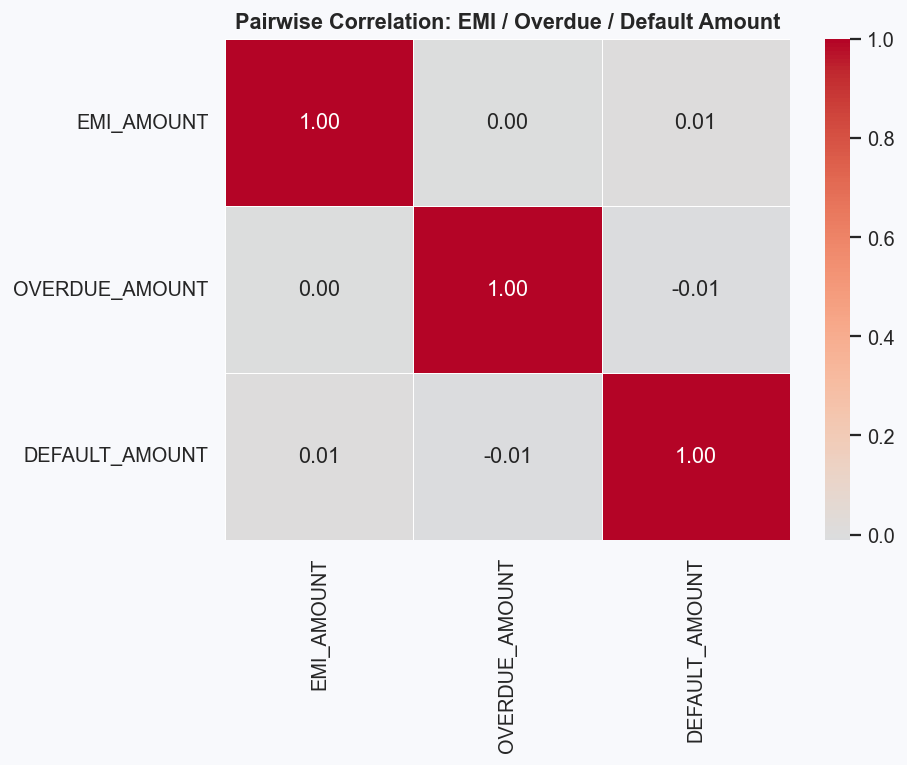 Pairwise Correlation: EMI / Overdue / Default Amount
EMI_AMOUNT 1.00 0.00 0.01
OVERDUE_AMOUNT 0.00 1.00 -0.01
DEFAULT_AMOUNT 0.01 -0.01 1.00
EMI_AMOUNT
OVERDUE_AMOUNT
DEFAULT_AMOUNT
1.0
0.8
0.6
0.4
0.2
0.0